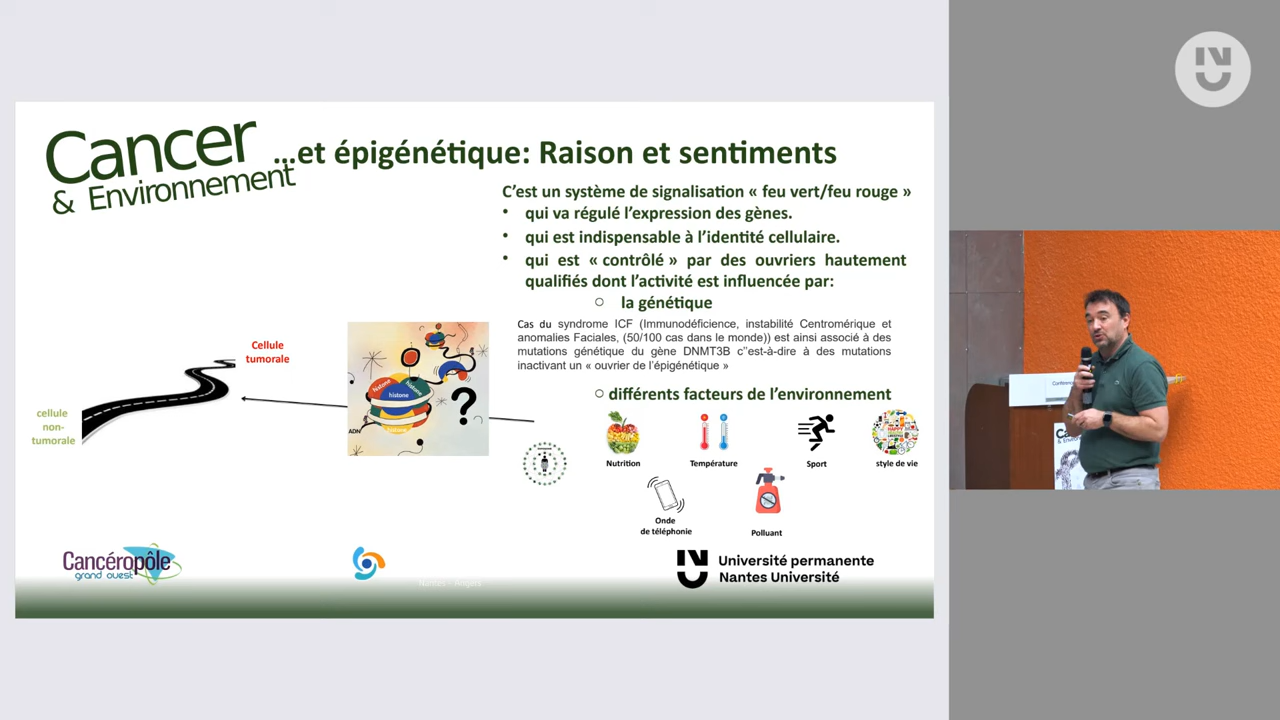 Cancer
& Environnement
...et épigénétique: Raison et sentiments
C'est un système de signalisation « feu vert/feu rouge »
• qui va régulé l'expression des gènes.
• qui est indispensable à l'identité cellulaire.
• qui est « contrôlé » par des ouvriers hautement
qualifiés dont l'activité est influencée par:
○ la génétique
Cas du syndrome ICF (Immunodéficience, instabilité Centromérique et
anomalies Faciales, (50/100 cas dans le monde)) est ainsi associé à des
mutations génétique du gène DNMT3B c''est-à-dire à des mutations
inactivant un « ouvrier de l'épigénétique »
○ différents facteurs de l'environnement
Cellule
tumorale
cellule
non-
tumorale
histone
histone
histone
histone
ADN
?
Nutrition
Température
Sport
style de vie
Onde
de téléphonie
Polluant
Cancéropôle
grand ouest
Nantes - Angers
Université permanente
Nantes Université
Conférence